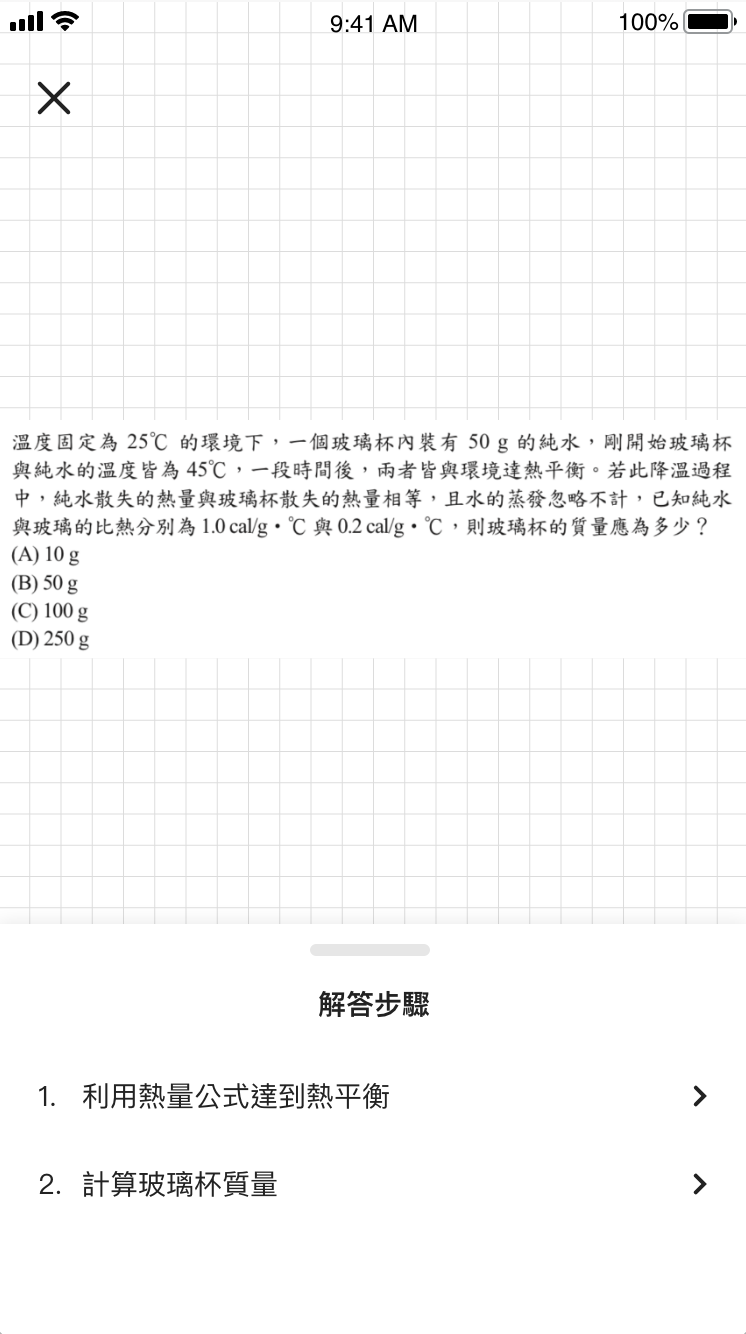 9:41 AM
100%
溫度固定為 25℃ 的環境下，一個玻璃杯內裝有 50 g 的純水，剛開始玻璃杯
與純水的溫度皆為 45℃，一段時間後，兩者皆與環境達熱平衡。若此降溫過程
中，純水散失的熱量與玻璃杯散失的熱量相等，且水的蒸發忽略不計，已知純水
與玻璃的比熱分別為 1.0 cal/g・℃ 與 0.2 cal/g・℃，則玻璃杯的質量應為多少？
(A) 10 g
(B) 50 g
(C) 100 g
(D) 250 g
解答步驟
1. 利用熱量公式達到熱平衡
2. 計算玻璃杯質量